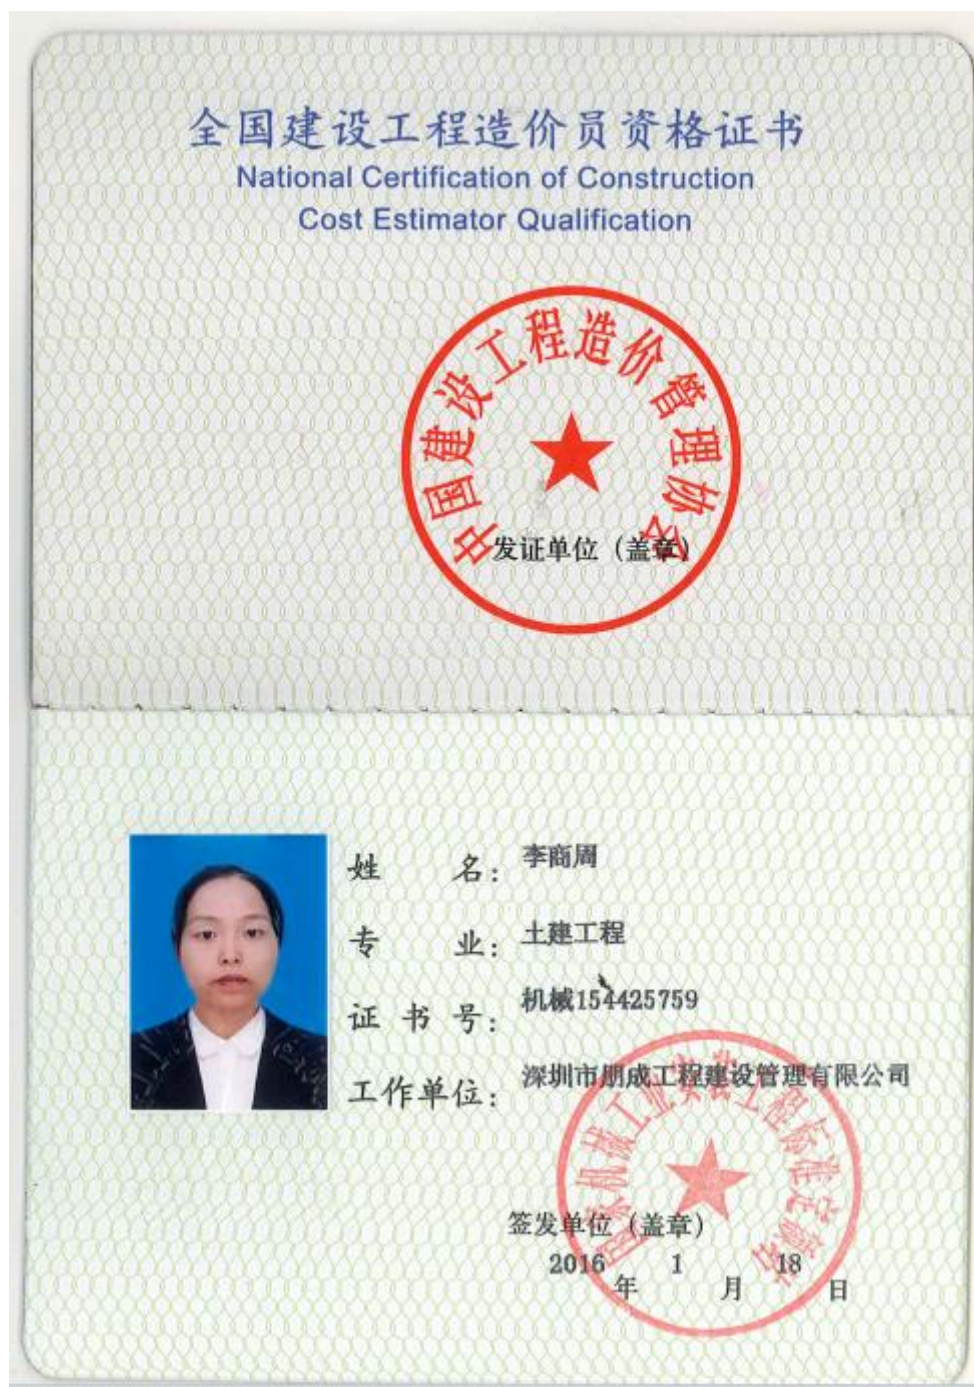 全国建设工程造价员资格证书
National Certification of Construction
Cost Estimator Qualification
中国建设工程造价管理协会
发证单位（盖章）
姓 名：李商周
专 业：土建工程
证 书 号：机械154425759
工作单位：深圳市朋成工程建设管理有限公司
签发单位（盖章）
2016 年 1 月 18 日